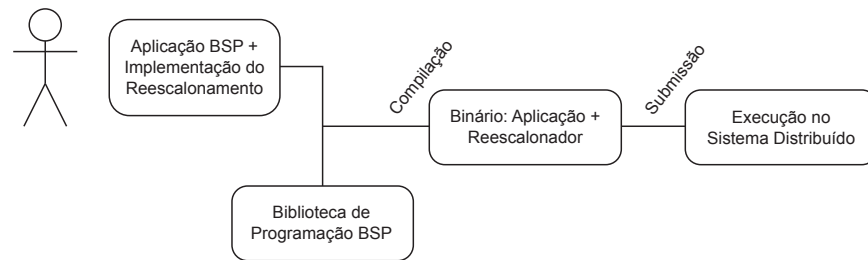 Aplicação BSP +
Implementação do
Reescalonamento
Compilação
Binário: Aplicação +
Reescalonador
Submissão
Execução no
Sistema Distribuído
Biblioteca de
Programação BSP